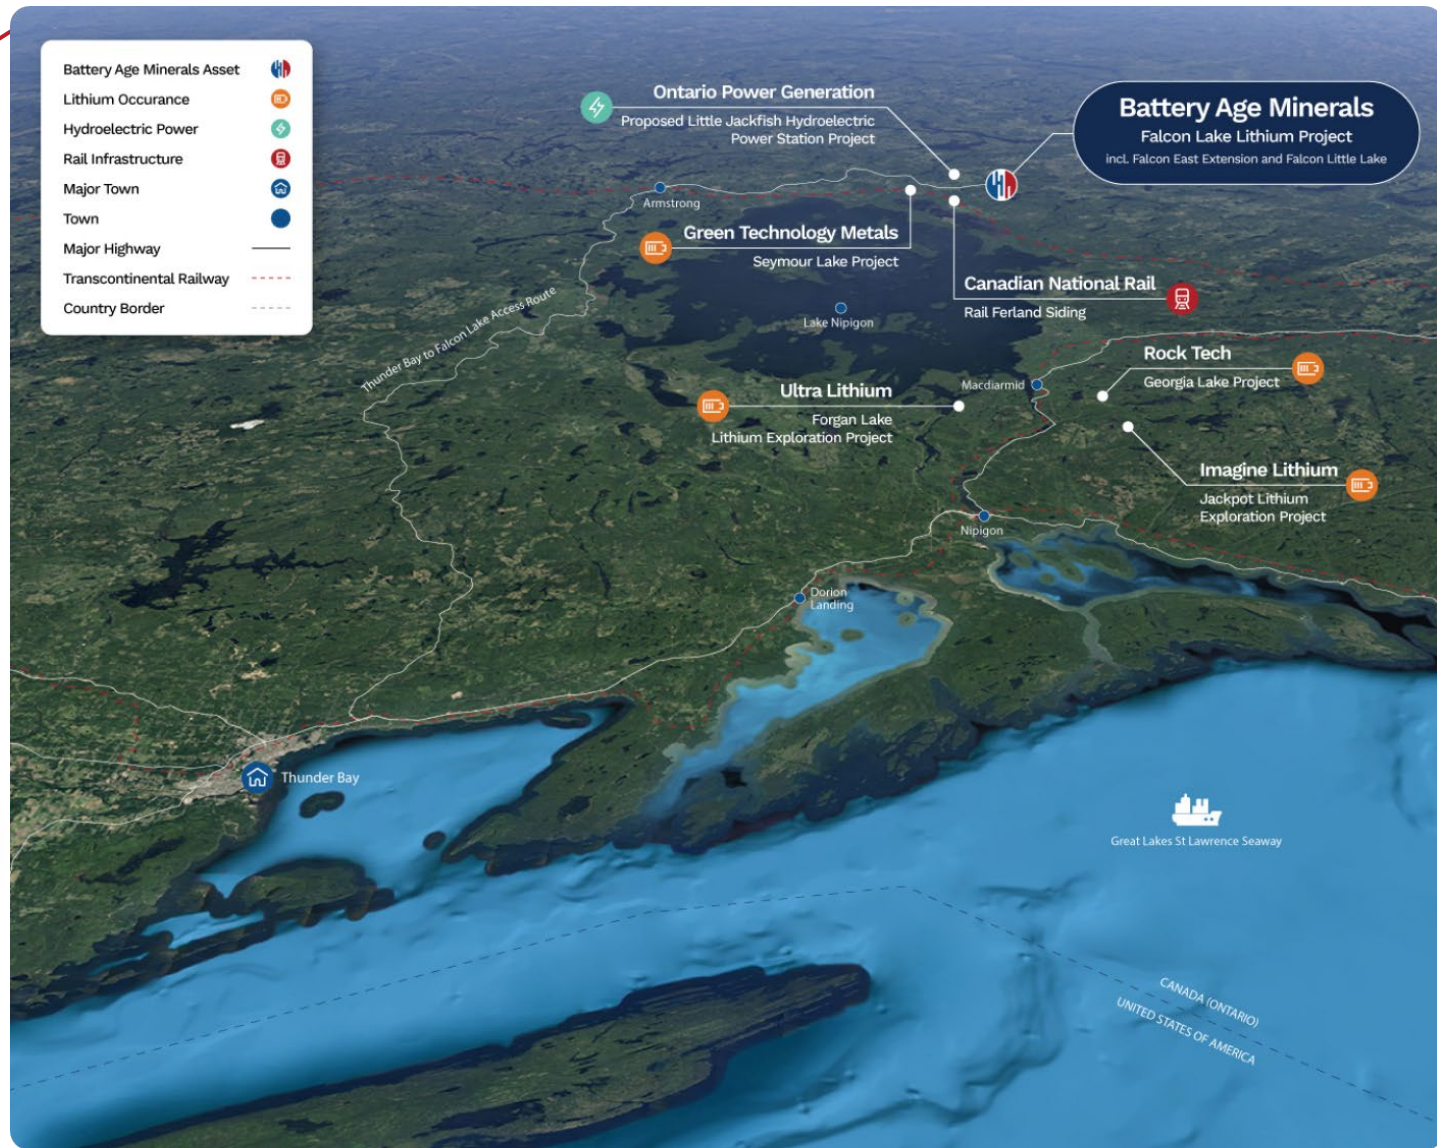 Battery Age Minerals Asset
Lithium Occurance
Hydroelectric Power
Rail Infrastructure
Major Town
Town
Major Highway
Transcontinental Railway
Country Border
Ontario Power Generation
Proposed Little Jackfish Hydroelectric
Power Station Project
Battery Age Minerals
Falcon Lake Lithium Project
incl. Falcon East Extension and Falcon Little Lake
Armstrong
Green Technology Metals
Seymour Lake Project
Canadian National Rail
Rail Ferland Siding
Thunder Bay to Falcon Lake Access Route
Lake Nipigon
Rock Tech
Georgia Lake Project
Macdiarmid
Ultra Lithium
Forgan Lake
Lithium Exploration Project
Imagine Lithium
Jackpot Lithium
Exploration Project
Nipigon
Dorion
Landing
Thunder Bay
Great Lakes St Lawrence Seaway
CANADA (ONTARIO)
UNITED STATES OF AMERICA